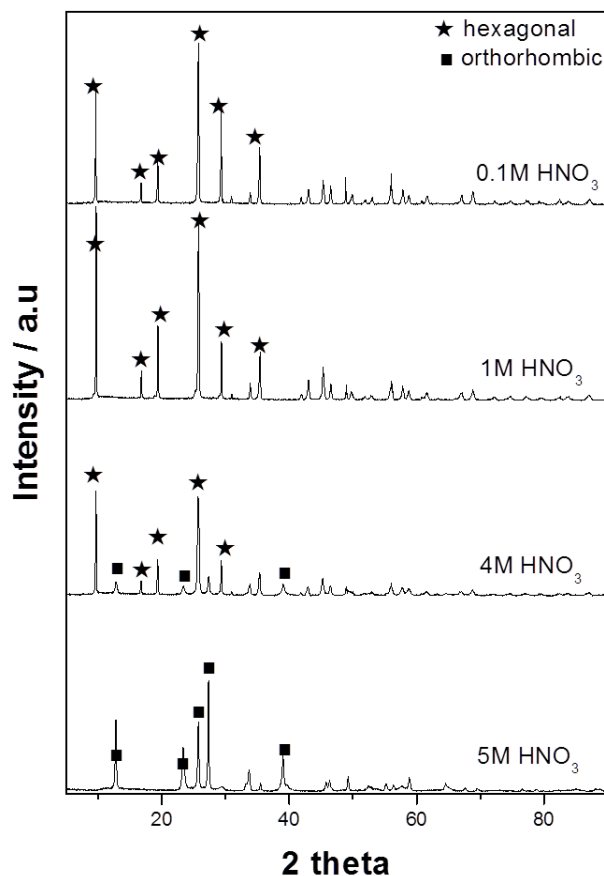 ★ hexagonal
■ orthorhombic
0.1M HNO₃
1M HNO₃
4M HNO₃
5M HNO₃
Intensity / a.u
20 40 60 80
2 theta